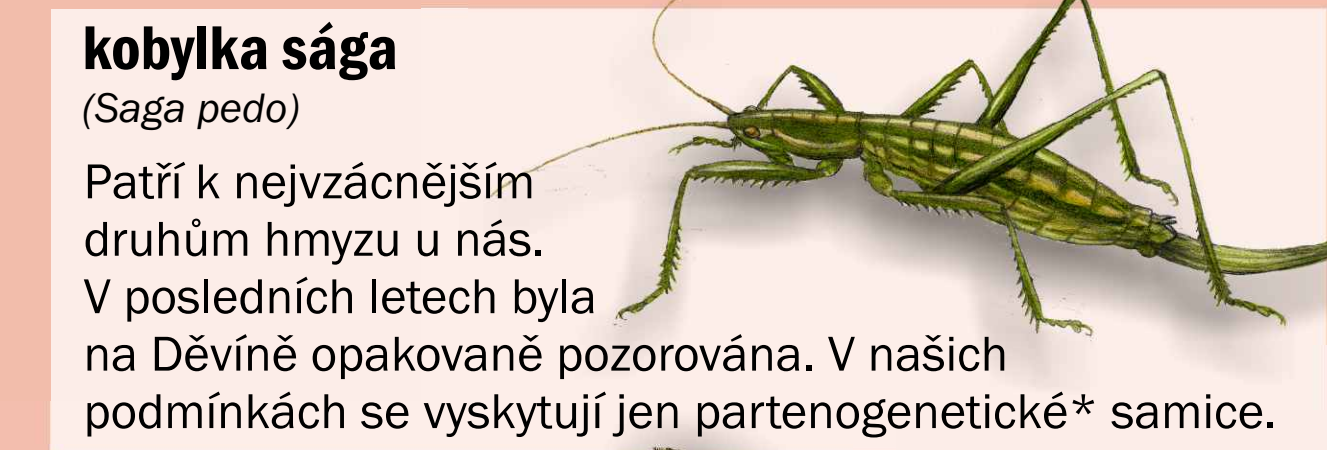 kobylka sága
(Saga pedo)
Patří k nejvzácnějším
druhům hmyzu u nás.
V posledních letech byla
na Děvíně opakovaně pozorována. V našich
podmínkách se vyskytují jen partenogenetické* samice.